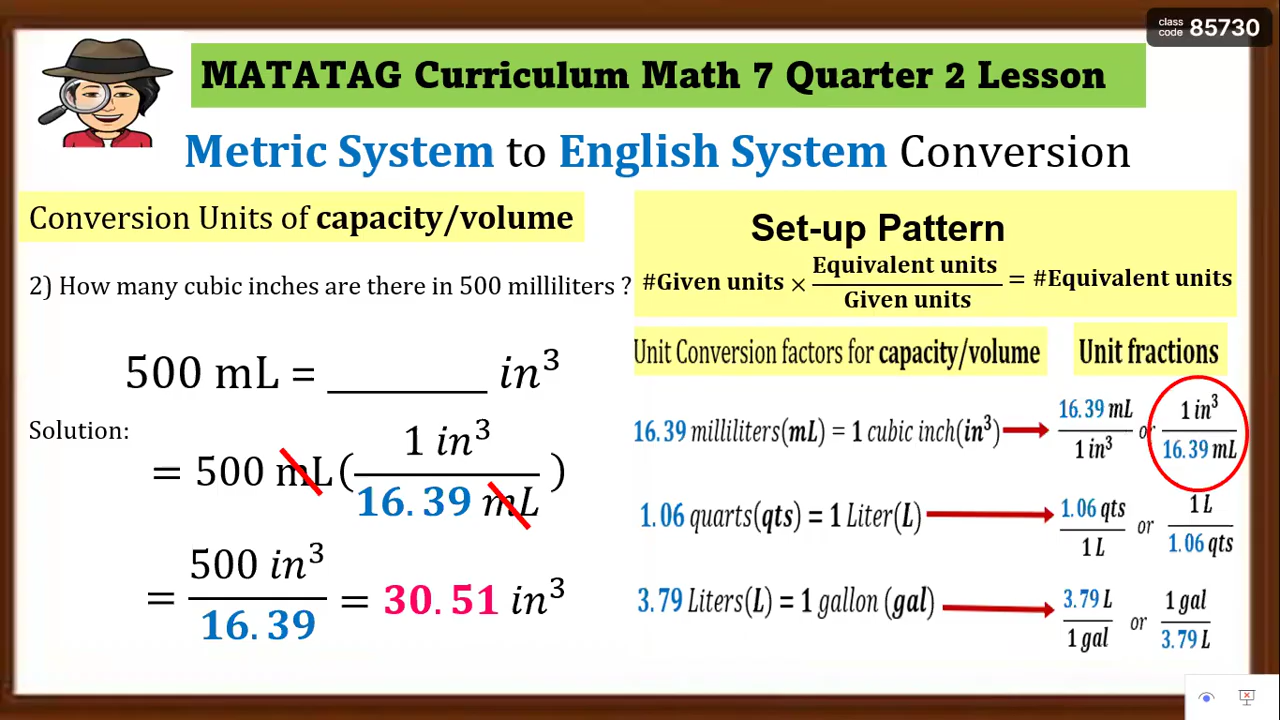 class code 85730
MATATAG Curriculum Math 7 Quarter 2 Lesson
Metric System to English System Conversion
Conversion Units of capacity/volume
2) How many cubic inches are there in 500 milliliters ?
500 mL = ________ in³
Solution:
= 500 mL ( 1 in³ / 16.39 mL )
= 500 in³ / 16.39 = 30.51 in³
Set-up Pattern
#Given units × Equivalent units / Given units = #Equivalent units
Unit Conversion factors for capacity/volume
Unit fractions
16.39 milliliters(mL) = 1 cubic inch(in³)
16.39 mL / 1 in³ or 1 in³ / 16.39 mL
1.06 quarts(qts) = 1 Liter(L)
1.06 qts / 1 L or 1 L / 1.06 qts
3.79 Liters(L) = 1 gallon (gal)
3.79 L / 1 gal or 1 gal / 3.79 L